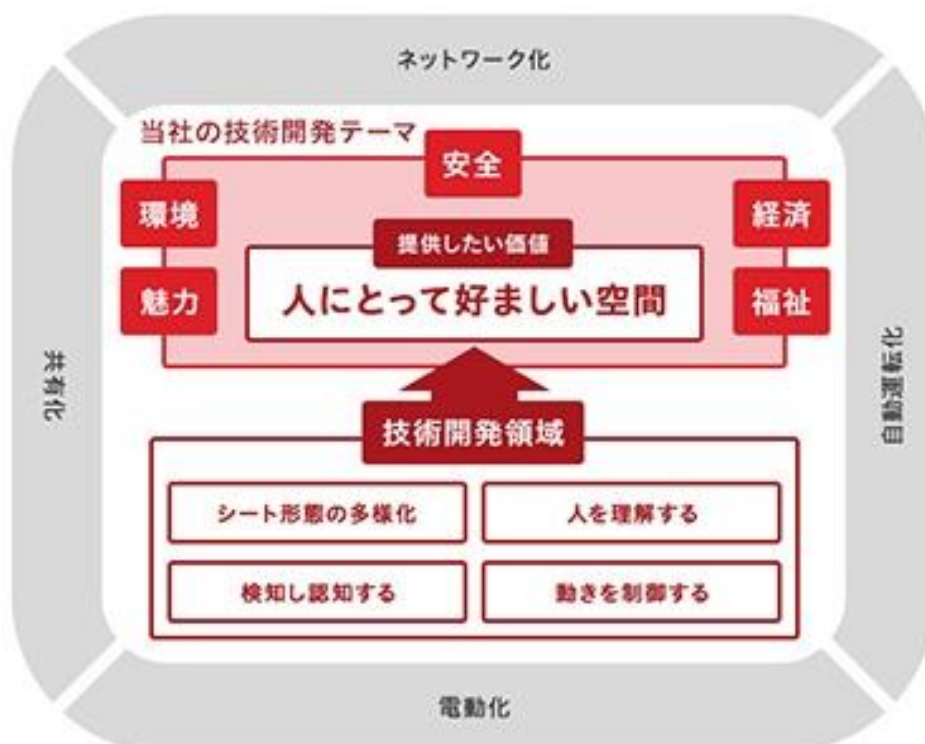 ネットワーク化
当社の技術開発テーマ
安全
環境
経済
提供したい価値
魅力
人にとって好ましい空間
福祉
共有化
自動運転化
技術開発領域
シート形態の多様化
人を理解する
検知し認知する
動きを制御する
電動化